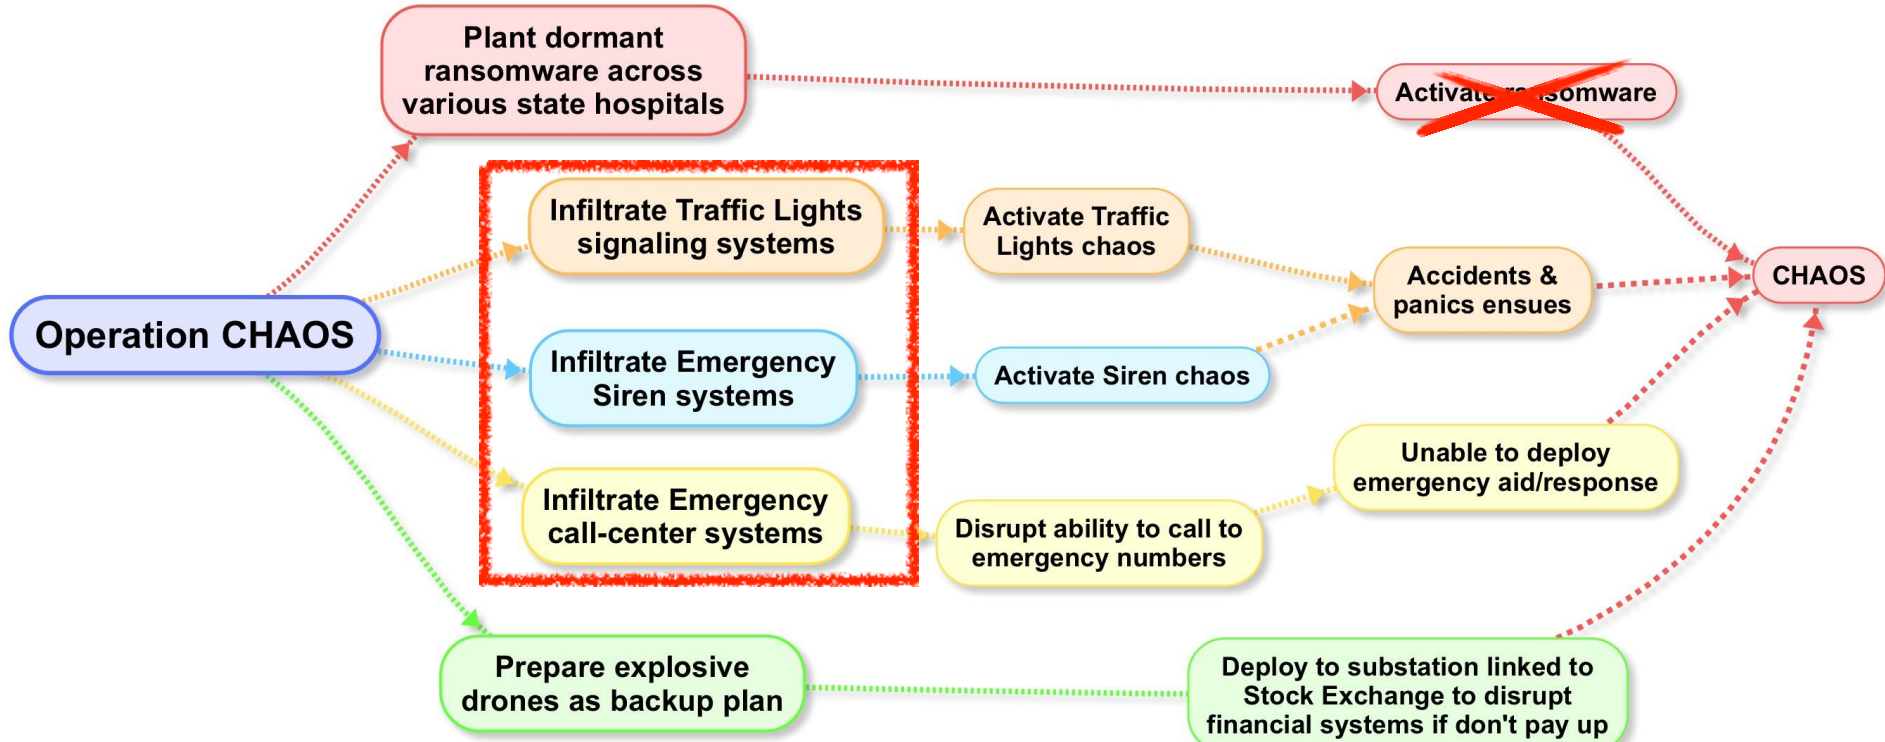 Plant dormant
ransomware across
various state hospitals
Activate ransomware
Infiltrate Traffic Lights
signaling systems
Activate Traffic
Lights chaos
Accidents &
panics ensues
CHAOS
Operation CHAOS
Infiltrate Emergency
Siren systems
Activate Siren chaos
Infiltrate Emergency
call-center systems
Disrupt ability to call to
emergency numbers
Unable to deploy
emergency aid/response
Prepare explosive
drones as backup plan
Deploy to substation linked to
Stock Exchange to disrupt
financial systems if don't pay up